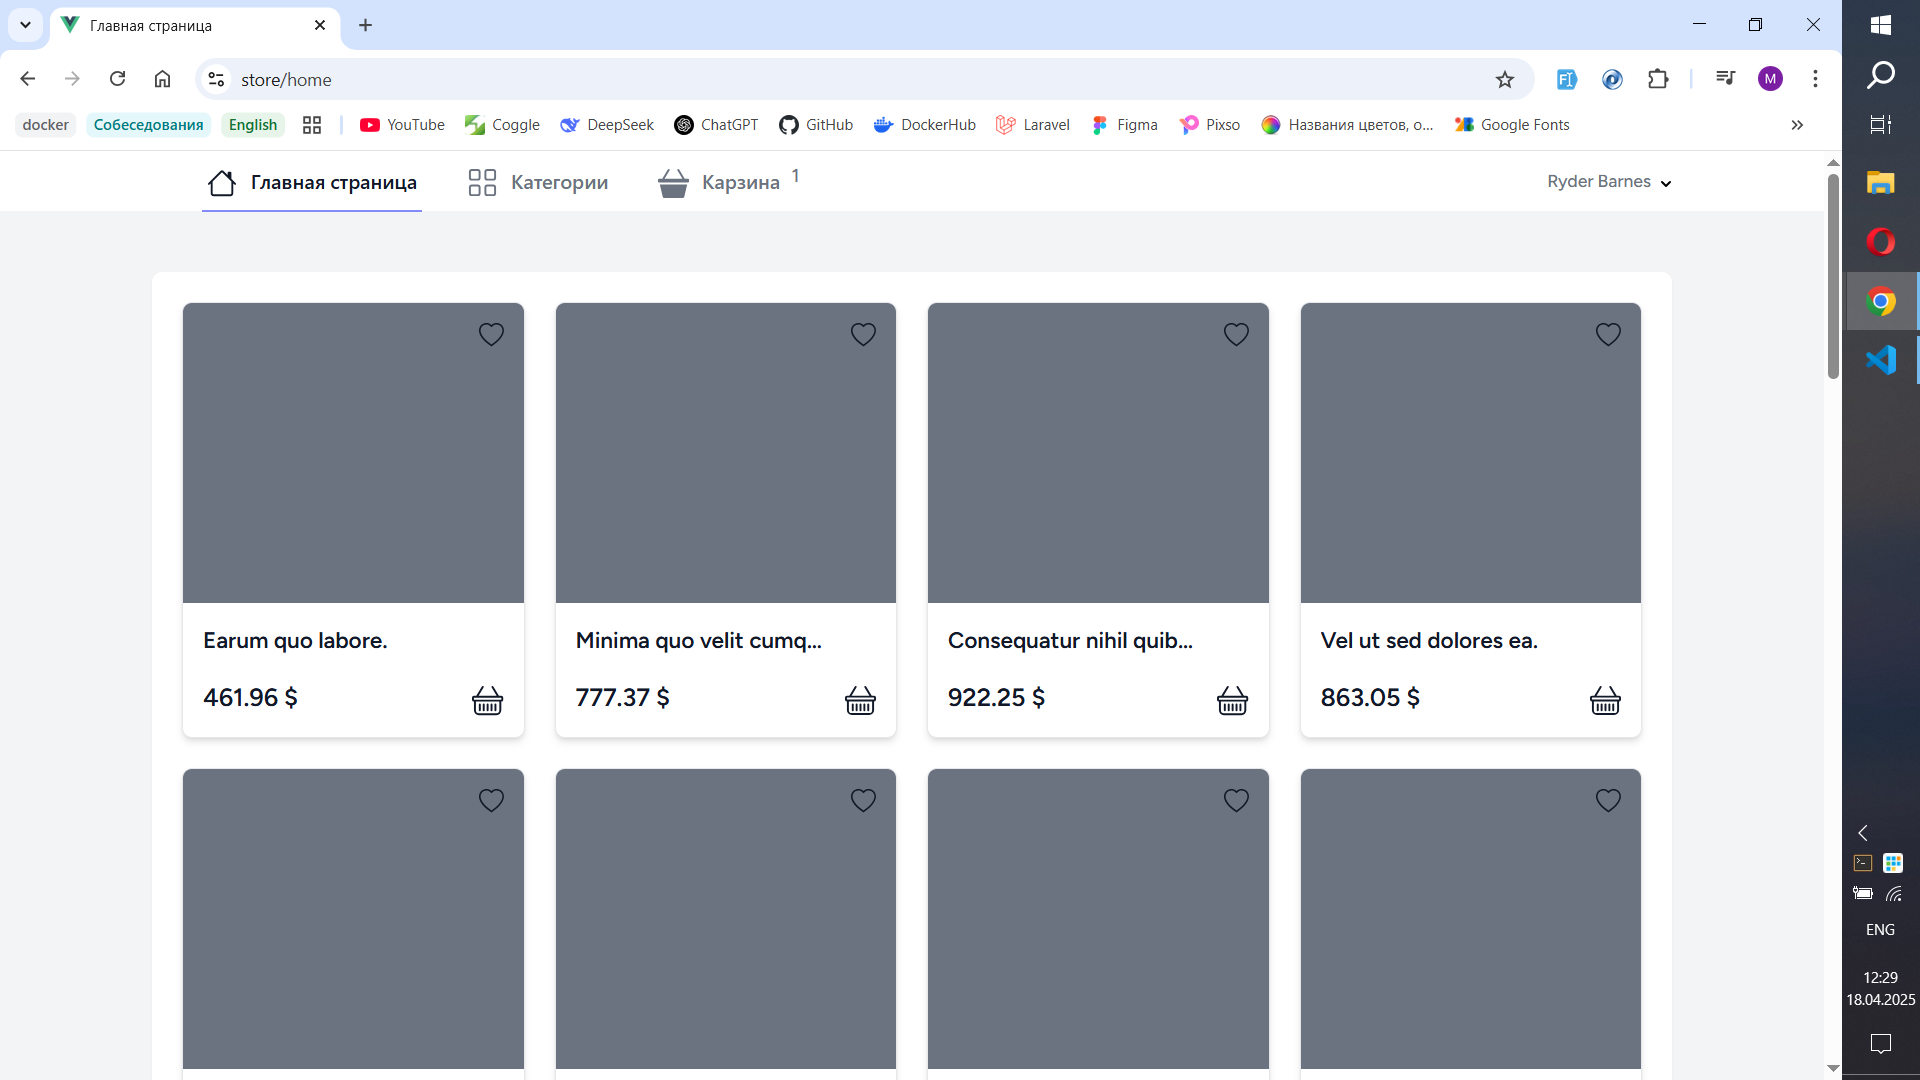 Главная страница
store/home
docker Собеседования English YouTube Coggle DeepSeek ChatGPT GitHub DockerHub Laravel Figma Pixso Названия цветов, о... Google Fonts
Главная страница Категории Карзина 1 Ryder Barnes
Earum quo labore.
461.96 $
Minima quo velit cumq...
777.37 $
Consequatur nihil quib...
922.25 $
Vel ut sed dolores ea.
863.05 $
M
ENG
12:29
18.04.2025